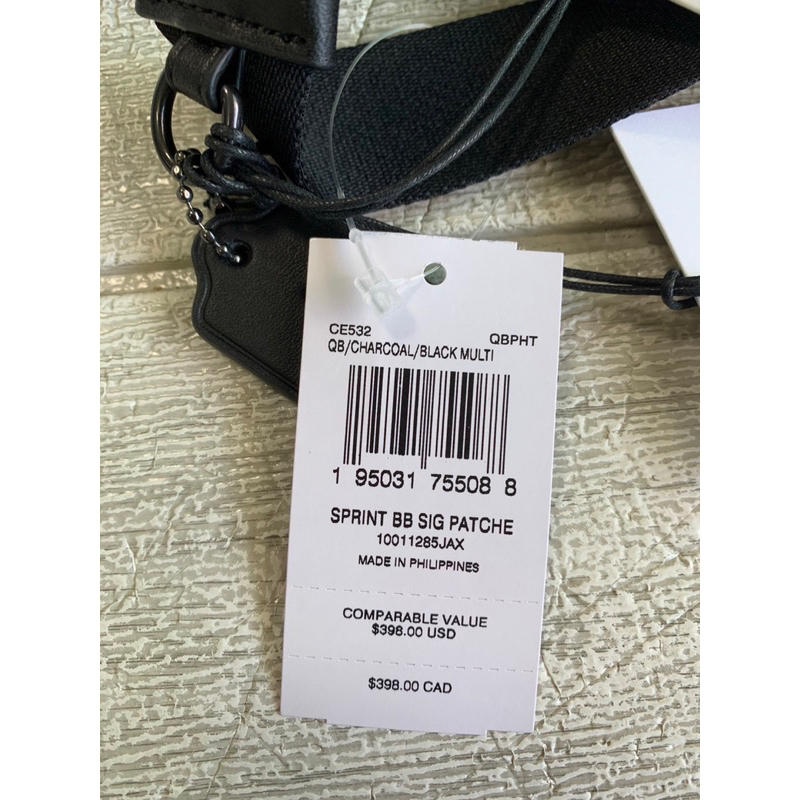 CE532 QBPHT
QB/CHARCOAL/BLACK MULTI
1 95031 75508 8
SPRINT BB SIG PATCHE
10011285JAX
MADE IN PHILIPPINES
COMPARABLE VALUE
$398.00 USD
$398.00 CAD